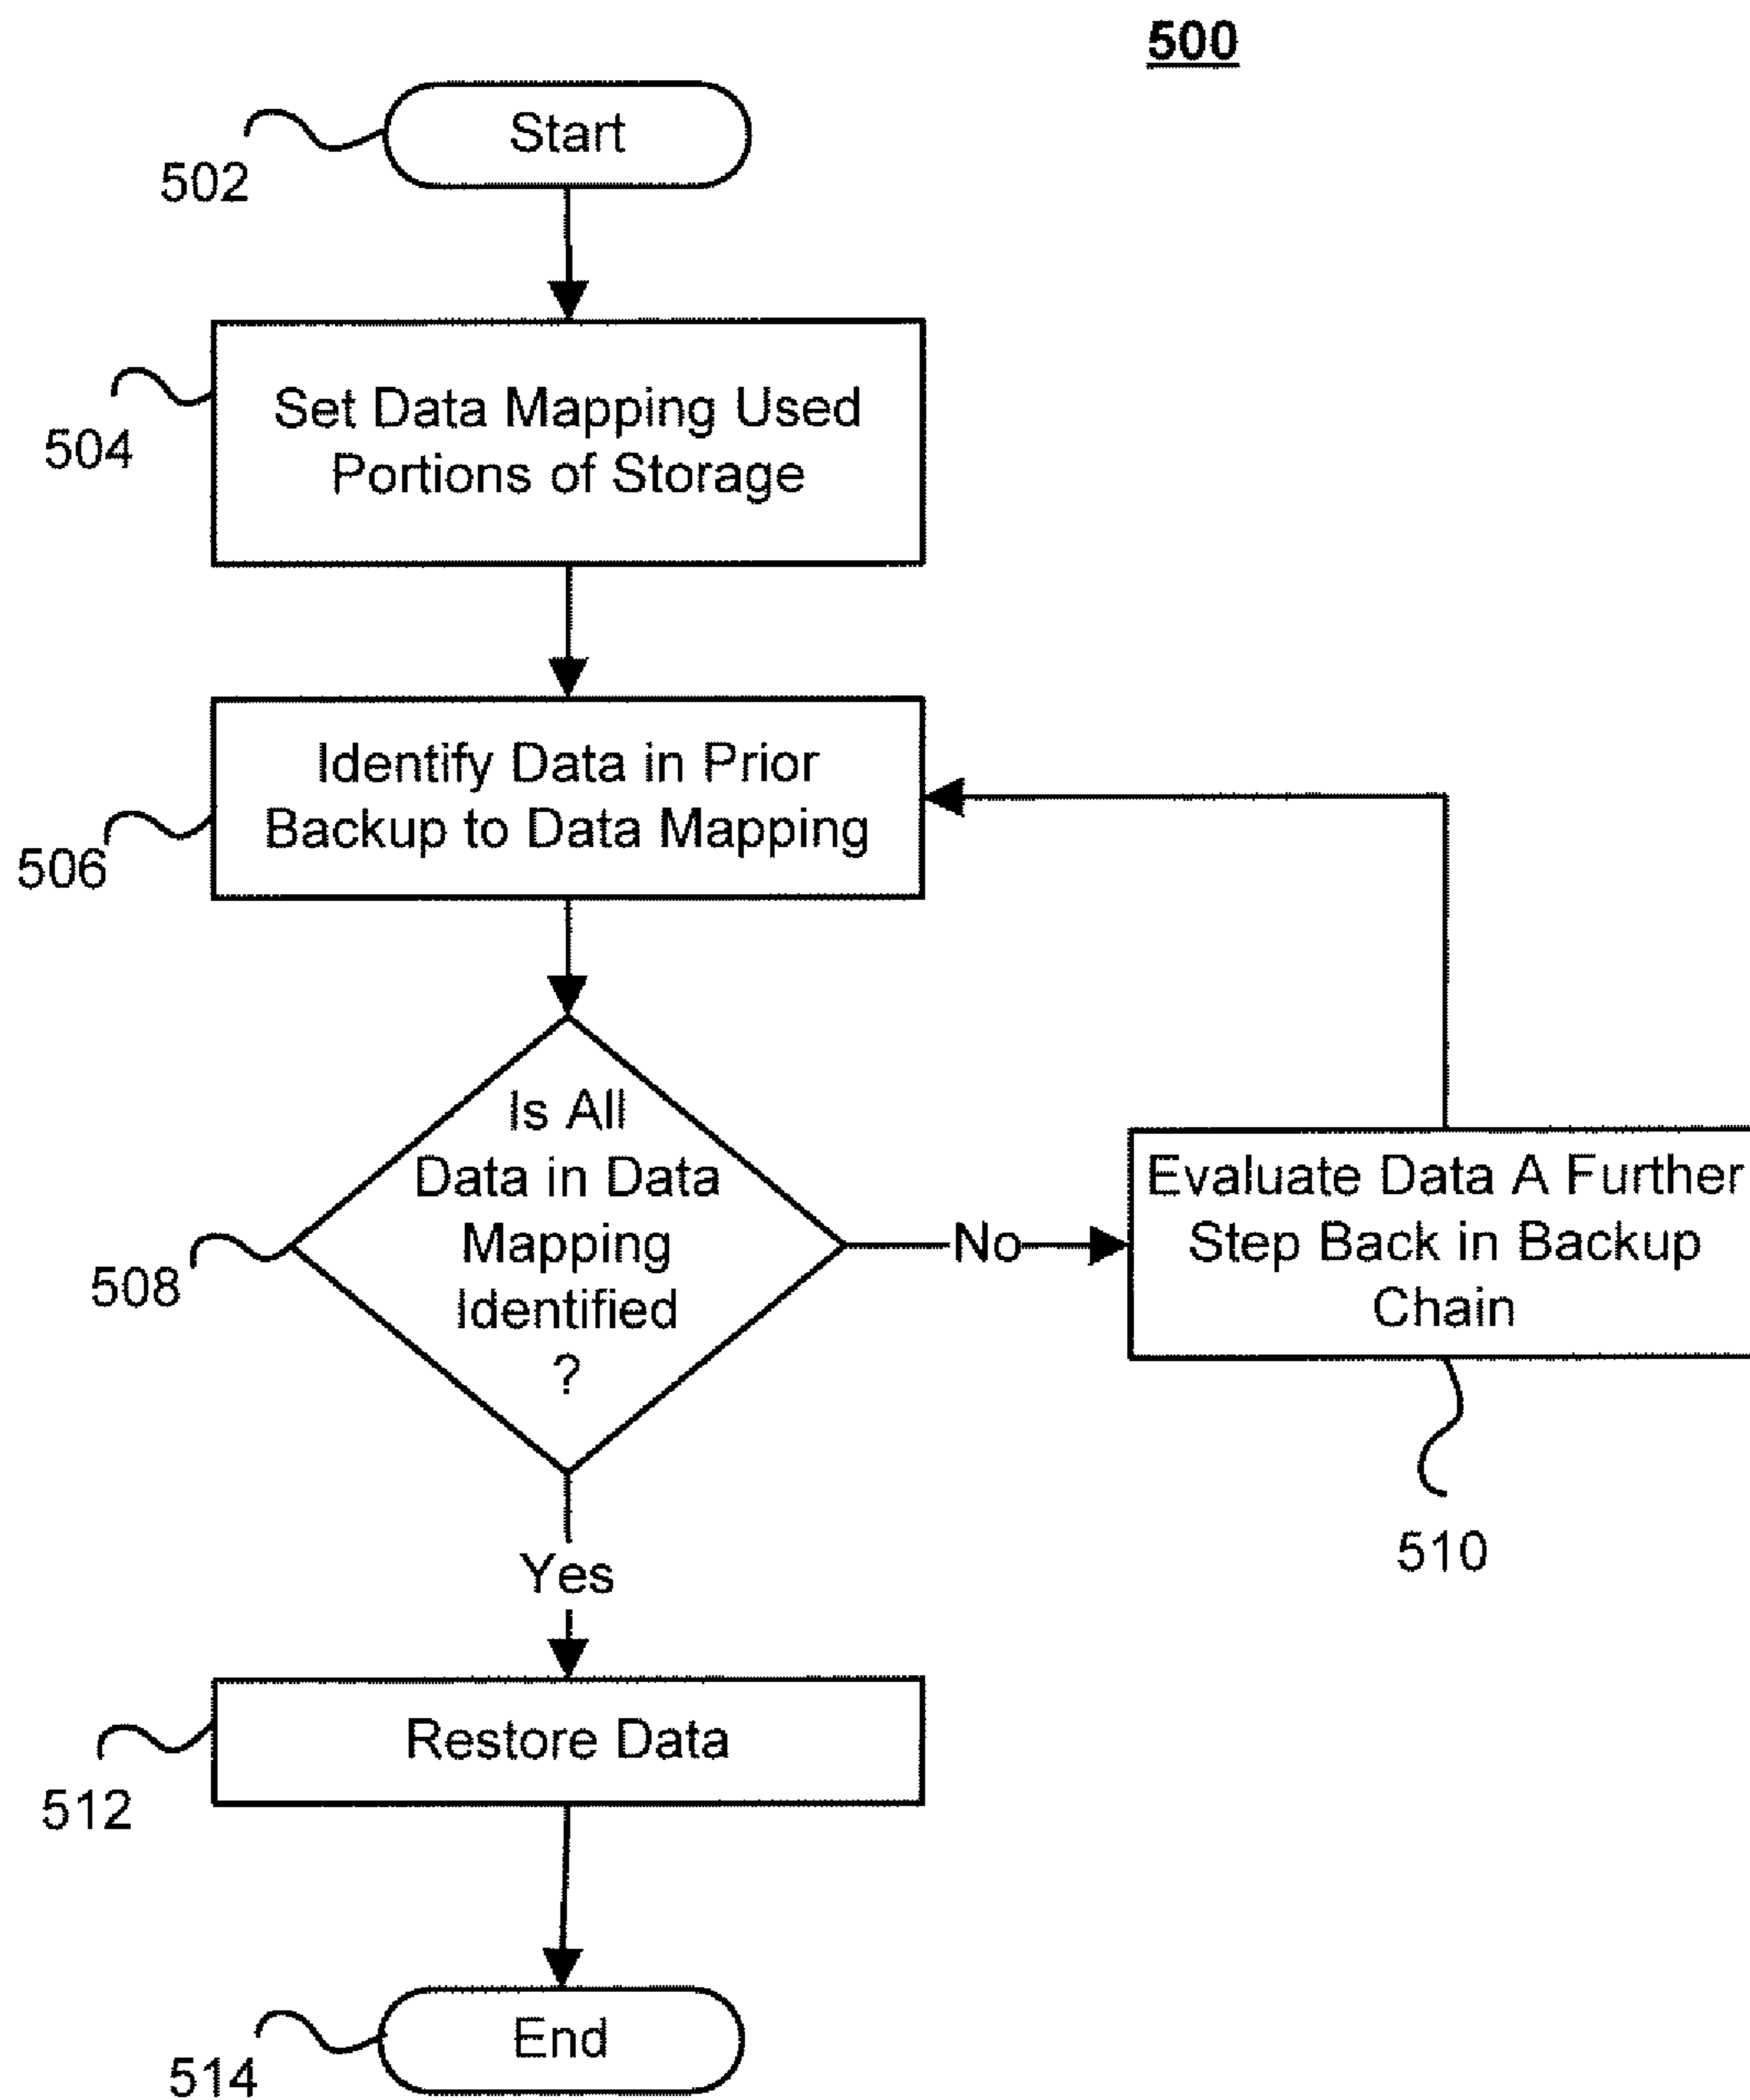 500
Start
502
Set Data Mapping Used
Portions of Storage
504
Identify Data in Prior
Backup to Data Mapping
506
Is All
Data in Data
Mapping
Identified
?
508
No
Evaluate Data A Further
Step Back in Backup
Chain
510
Yes
Restore Data
512
End
514